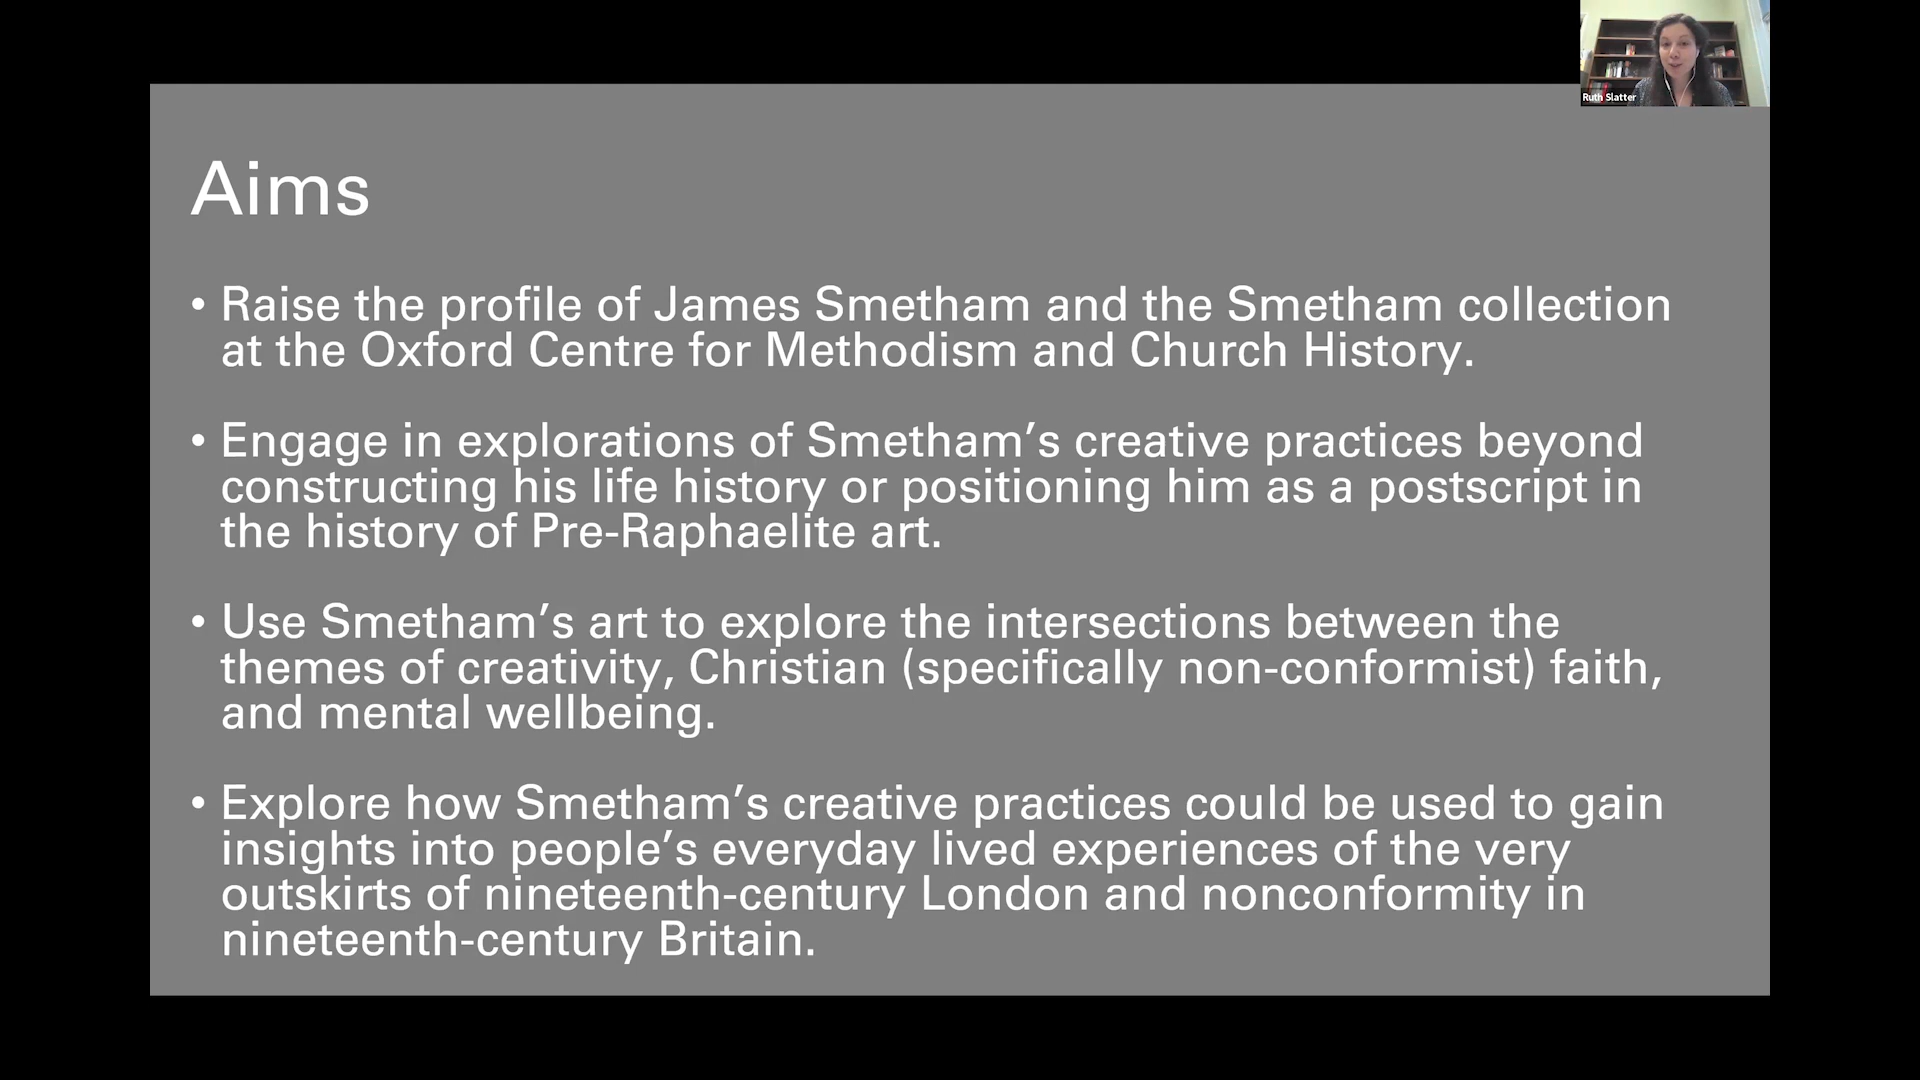 Ruth Slatter
Aims
• Raise the profile of James Smetham and the Smetham collection
at the Oxford Centre for Methodism and Church History.
• Engage in explorations of Smetham’s creative practices beyond
constructing his life history or positioning him as a postscript in
the history of Pre-Raphaelite art.
• Use Smetham’s art to explore the intersections between the
themes of creativity, Christian (specifically non-conformist) faith,
and mental wellbeing.
• Explore how Smetham’s creative practices could be used to gain
insights into people’s everyday lived experiences of the very
outskirts of nineteenth-century London and nonconformity in
nineteenth-century Britain.